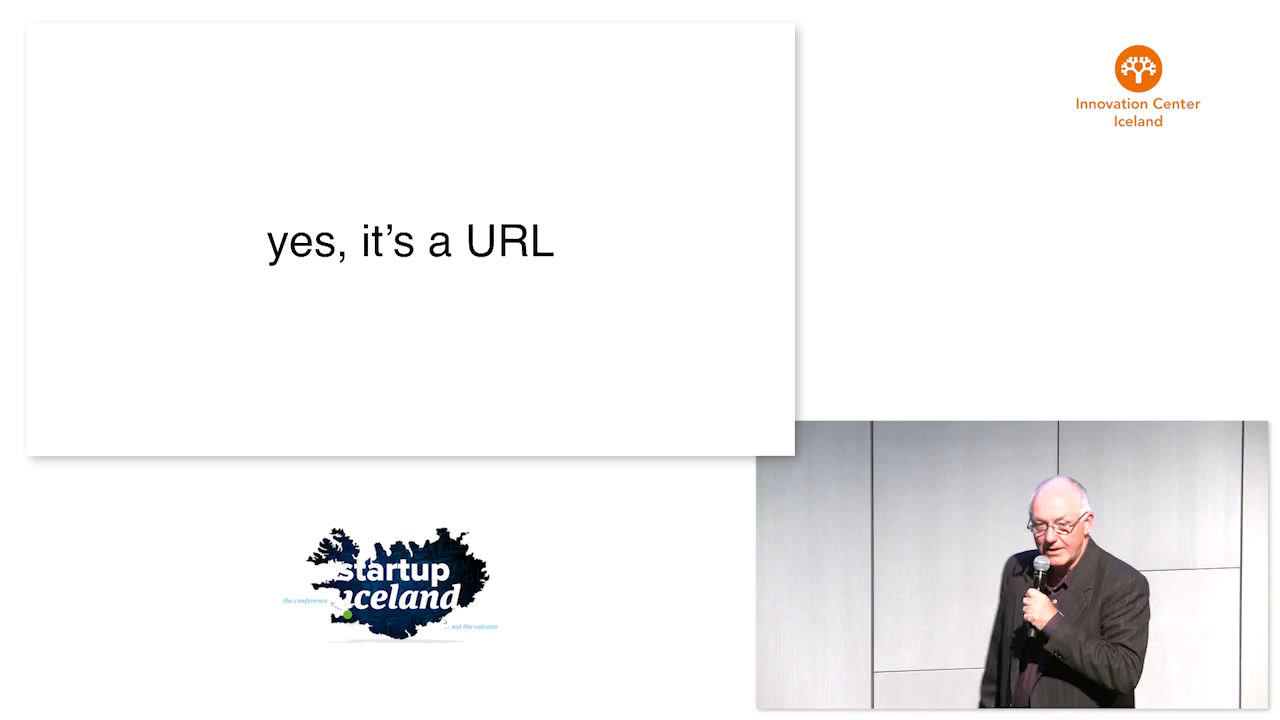 yes, it's a URL
Innovation Center
Iceland
startup
iceland
the conference
... not the volcano